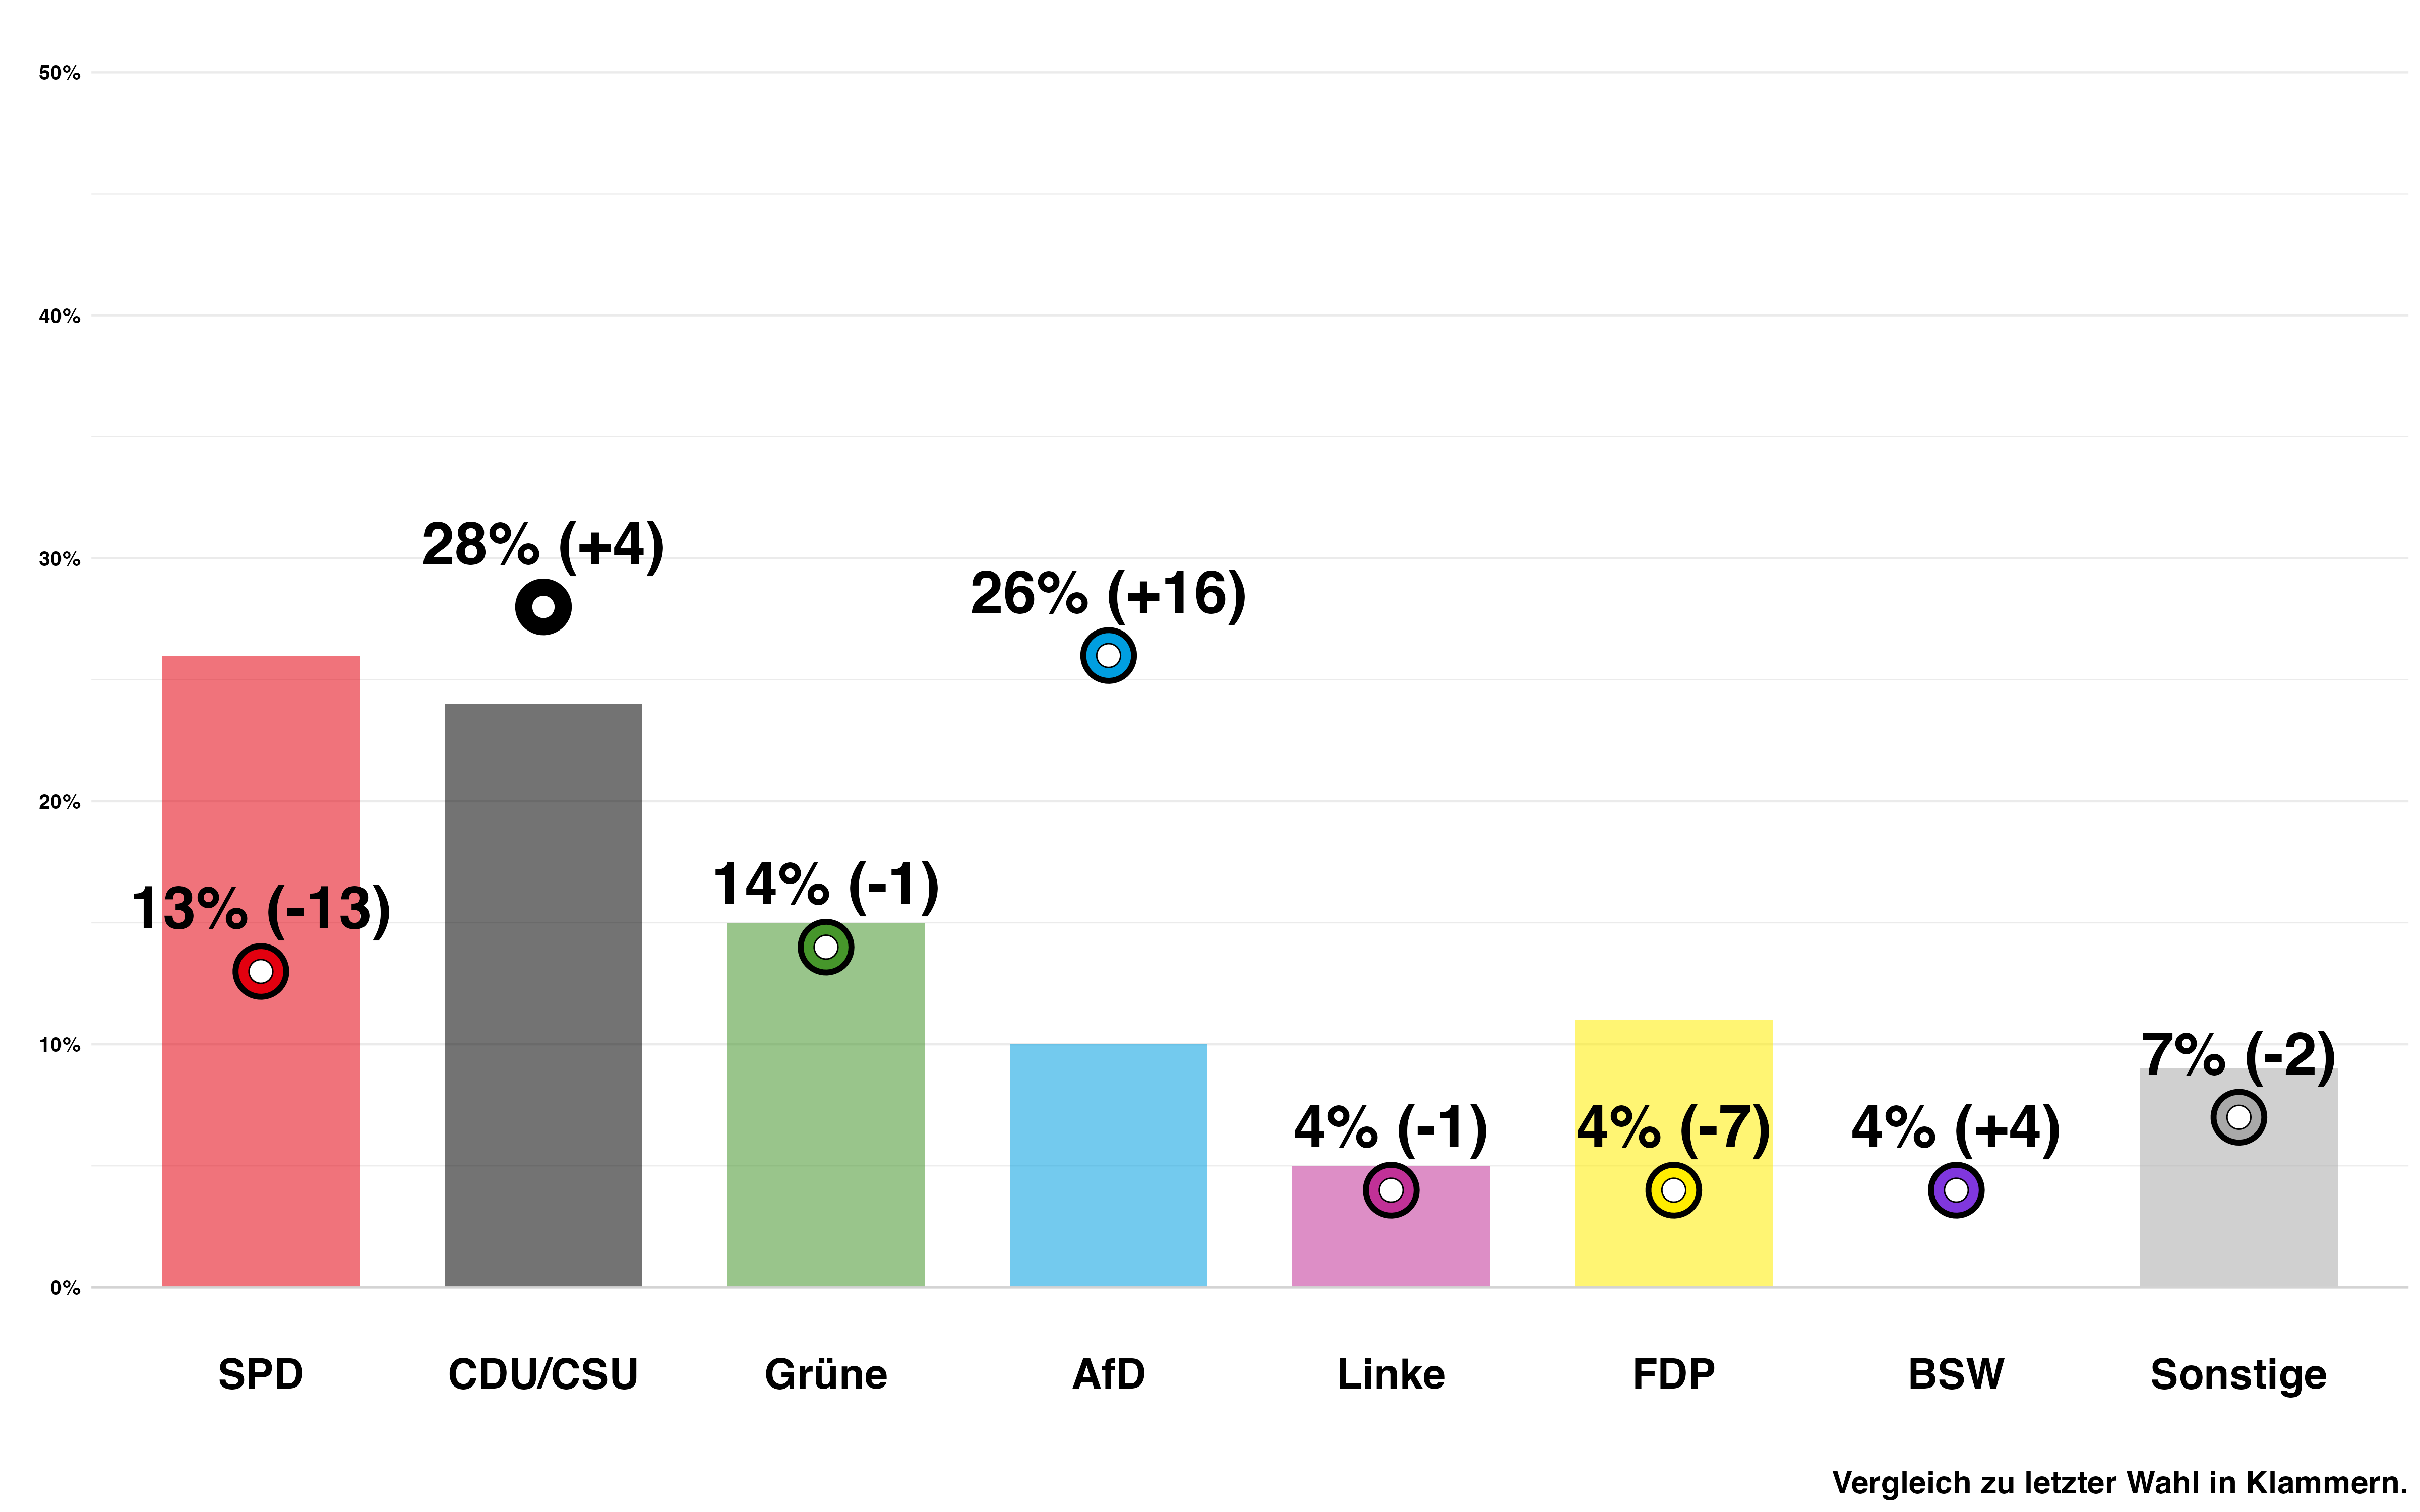 50%
40%
30%
20%
10%
0%
13% (-13)
28% (+4)
14% (-1)
26% (+16)
4% (-1)
4% (-7)
4% (+4)
7% (-2)
SPD
CDU/CSU
Grüne
AfD
Linke
FDP
BSW
Sonstige
Vergleich zu letzter Wahl in Klammern.